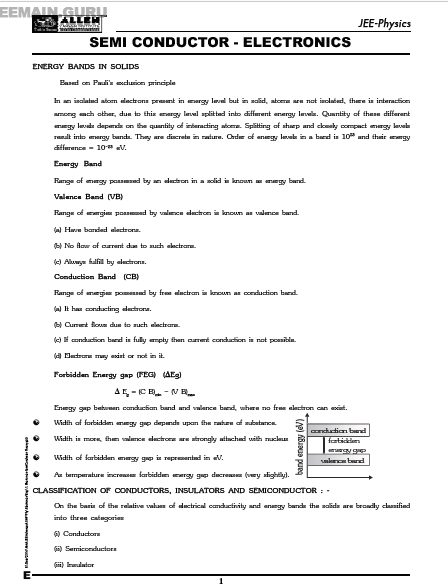 EEMAIN GURU
ALLEN
JEE-Physics
SEMI CONDUCTOR - ELECTRONICS
ENERGY BANDS IN SOLIDS
Based on Pauli's exclusion principle
In an isolated atom electrons present in energy level but in solid, atoms are not isolated, there is interaction
among each other, due to this energy level splitted into different energy levels. Quantity of these different
energy levels depends on the quantity of interacting atoms. Splitting of sharp and closely compact energy levels
result into energy bands. They are discrete in nature. Order of energy levels in a band is 10²³ and their energy
difference = 10⁻²³ eV.
Energy Band
Range of energy possessed by an electron in a solid is known as energy band.
Valence Band (VB)
Range of energies possessed by valence electron is known as valence band.
(a) Have bonded electrons.
(b) No flow of current due to such electrons.
(c) Always fulfill by electrons.
Conduction Band (CB)
Range of energies possessed by free electron is known as conduction band.
(a) It has conducting electrons.
(b) Current flows due to such electrons.
(c) If conduction band is fully empty then current conduction is not possible.
(d) Electrons may exist or not in it.
Forbidden Energy gap (FEG) (ΔEg)
Δ Eg = (C B)min - (V B)max
Energy gap between conduction band and valence band, where no free electron can exist.
Width of forbidden energy gap depends upon the nature of substance.
Width is more, then valence electrons are strongly attached with nucleus
Width of forbidden energy gap is represented in eV.
As temperature increases forbidden energy gap decreases (very slightly).
band energy (eV)
conduction band
forbidden
energy gap
valence band
CLASSIFICATION OF CONDUCTORS, INSULATORS AND SEMICONDUCTOR : -
On the basis of the relative values of electrical conductivity and energy bands the solids are broadly classified
into three categories
(i) Conductors
(ii) Semiconductors
(iii) Insulator
E
1